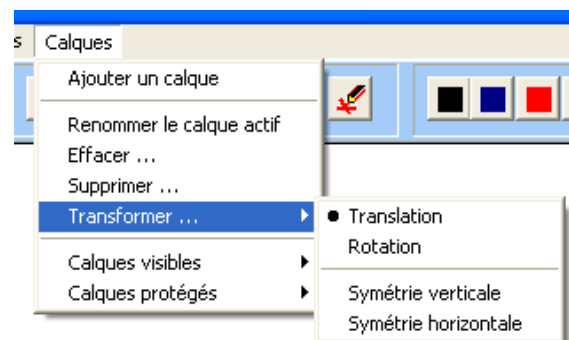 s Calques
Ajouter un calque
Renommer le calque actif
Effacer ...
Supprimer ...
Transformer ...
Translation
Rotation
Symétrie verticale
Symétrie horizontale
Calques visibles
Calques protégés